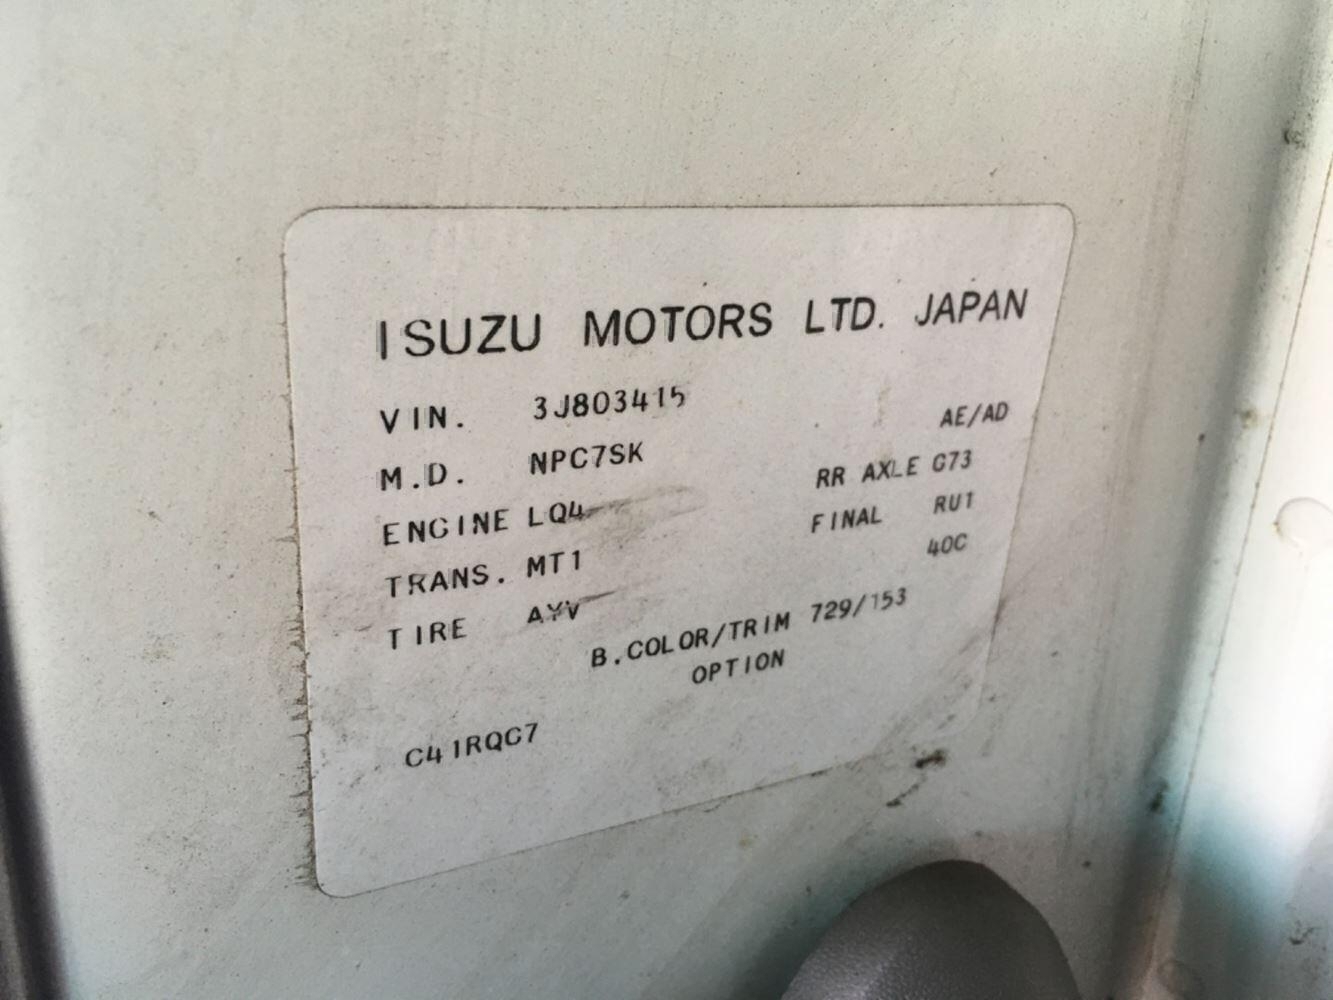 ISUZU MOTORS LTD. JAPAN
VIN. 3J803415
AE/AD
M.D. NPC7SK
RR AXLE G73
ENGINE LQ4
FINAL RU1
TRANS. MT1
40C
TIRE AYV
B.COLOR/TRIM 729/153
OPTION
C41RQC7